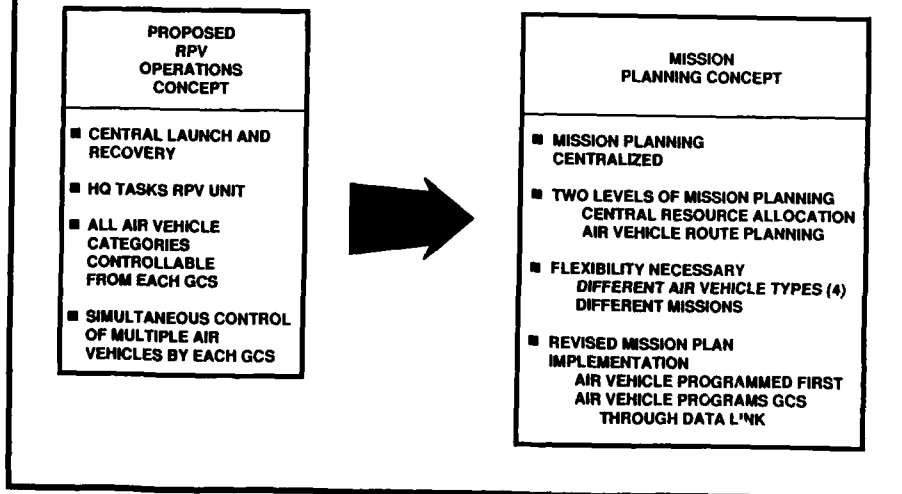 PROPOSED
RPV
OPERATIONS
CONCEPT
■ CENTRAL LAUNCH AND
RECOVERY
■ HQ TASKS RPV UNIT
■ ALL AIR VEHICLE
CATEGORIES
CONTROLLABLE
FROM EACH GCS
■ SIMULTANEOUS CONTROL
OF MULTIPLE AIR
VEHICLES BY EACH GCS
MISSION
PLANNING CONCEPT
■ MISSION PLANNING
CENTRALIZED
■ TWO LEVELS OF MISSION PLANNING
CENTRAL RESOURCE ALLOCATION
AIR VEHICLE ROUTE PLANNING
■ FLEXIBILITY NECESSARY
DIFFERENT AIR VEHICLE TYPES (4)
DIFFERENT MISSIONS
■ REVISED MISSION PLAN
IMPLEMENTATION
AIR VEHICLE PROGRAMMED FIRST
AIR VEHICLE PROGRAMS GCS
THROUGH DATA LINK